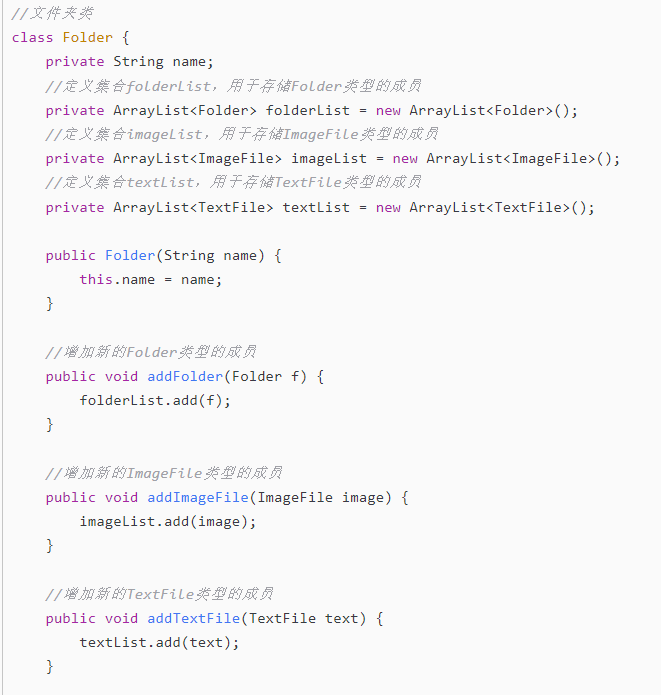 //文件夹类
class Folder {
    private String name;
    //定义集合folderList，用于存储Folder类型的成员
    private ArrayList<Folder> folderList = new ArrayList<Folder>();
    //定义集合imageList，用于存储ImageFile类型的成员
    private ArrayList<ImageFile> imageList = new ArrayList<ImageFile>();
    //定义集合textList，用于存储TextFile类型的成员
    private ArrayList<TextFile> textList = new ArrayList<TextFile>();

    public Folder(String name) {
        this.name = name;
    }

    //增加新的Folder类型的成员
    public void addFolder(Folder f) {
        folderList.add(f);
    }

    //增加新的ImageFile类型的成员
    public void addImageFile(ImageFile image) {
        imageList.add(image);
    }

    //增加新的TextFile类型的成员
    public void addTextFile(TextFile text) {
        textList.add(text);
    }